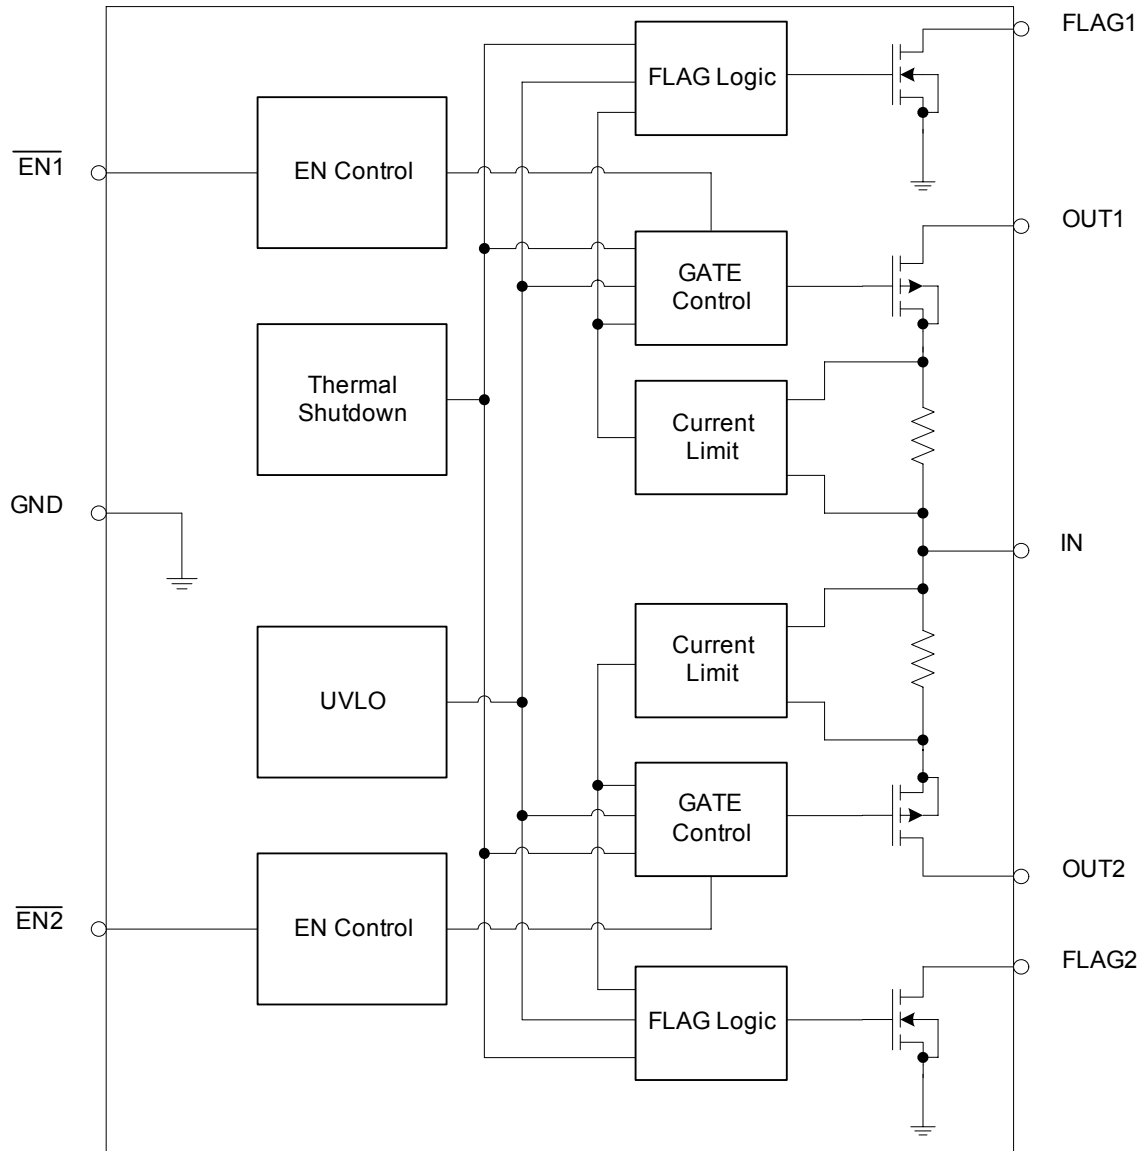 FLAG1
FLAG Logic
EN1
EN Control
OUT1
GATE
Control
Thermal
Shutdown
Current
Limit
GND
IN
Current
Limit
UVLO
GATE
Control
OUT2
EN2
EN Control
FLAG2
FLAG Logic